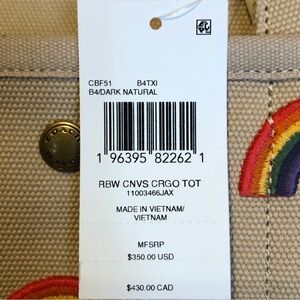 CBF51 B4TXI
B4/DARK NATURAL
1 96395 82262 1
RBW CNVS CRGO TOT
11003466JAX
MADE IN VIETNAM/
VIETNAM
MFSRP
$350.00 USD
$430.00 CAD